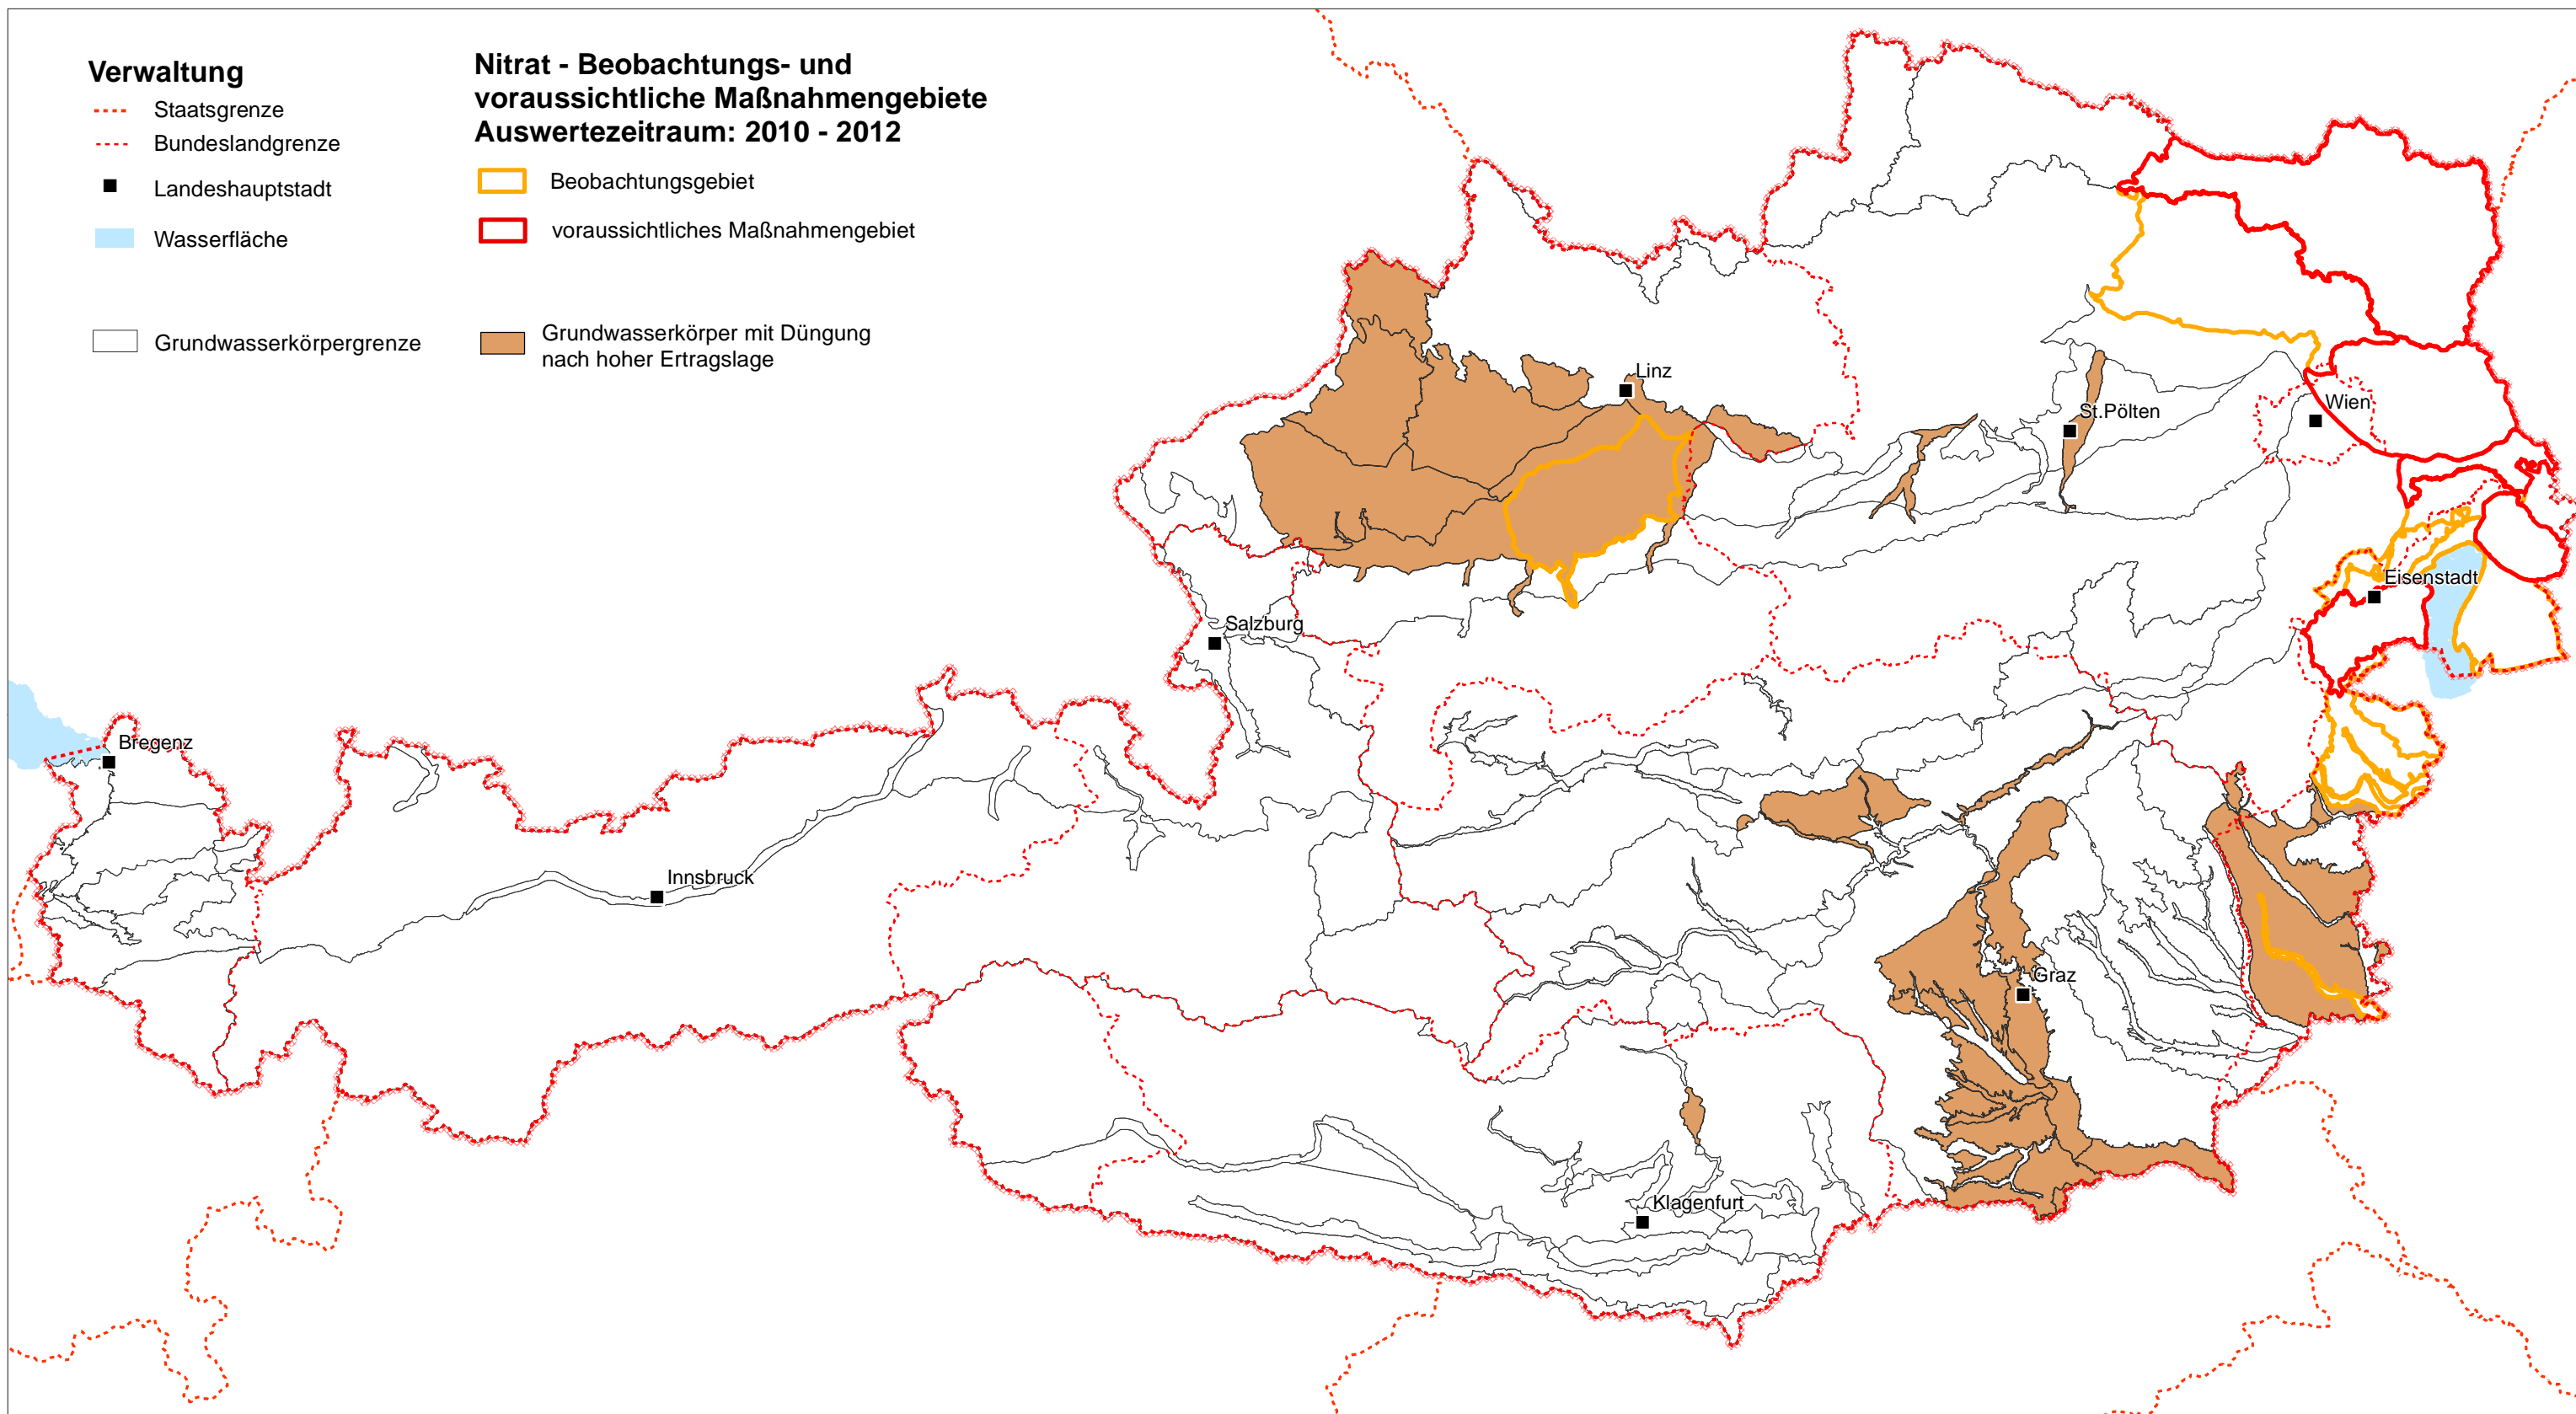 Verwaltung
Staatsgrenze
Bundeslandgrenze
Landeshauptstadt
Wasserfläche
Grundwasserkörpergrenze
Nitrat - Beobachtungs- und
voraussichtliche Maßnahmengebiete
Auswertezeitraum: 2010 - 2012
Beobachtungsgebiet
voraussichtliches Maßnahmengebiet
Grundwasserkörper mit Düngung
nach hoher Ertragslage
Linz
Wien
St.Pölten
Eisenstadt
Salzburg
Bregenz
Innsbruck
Graz
Klagenfurt